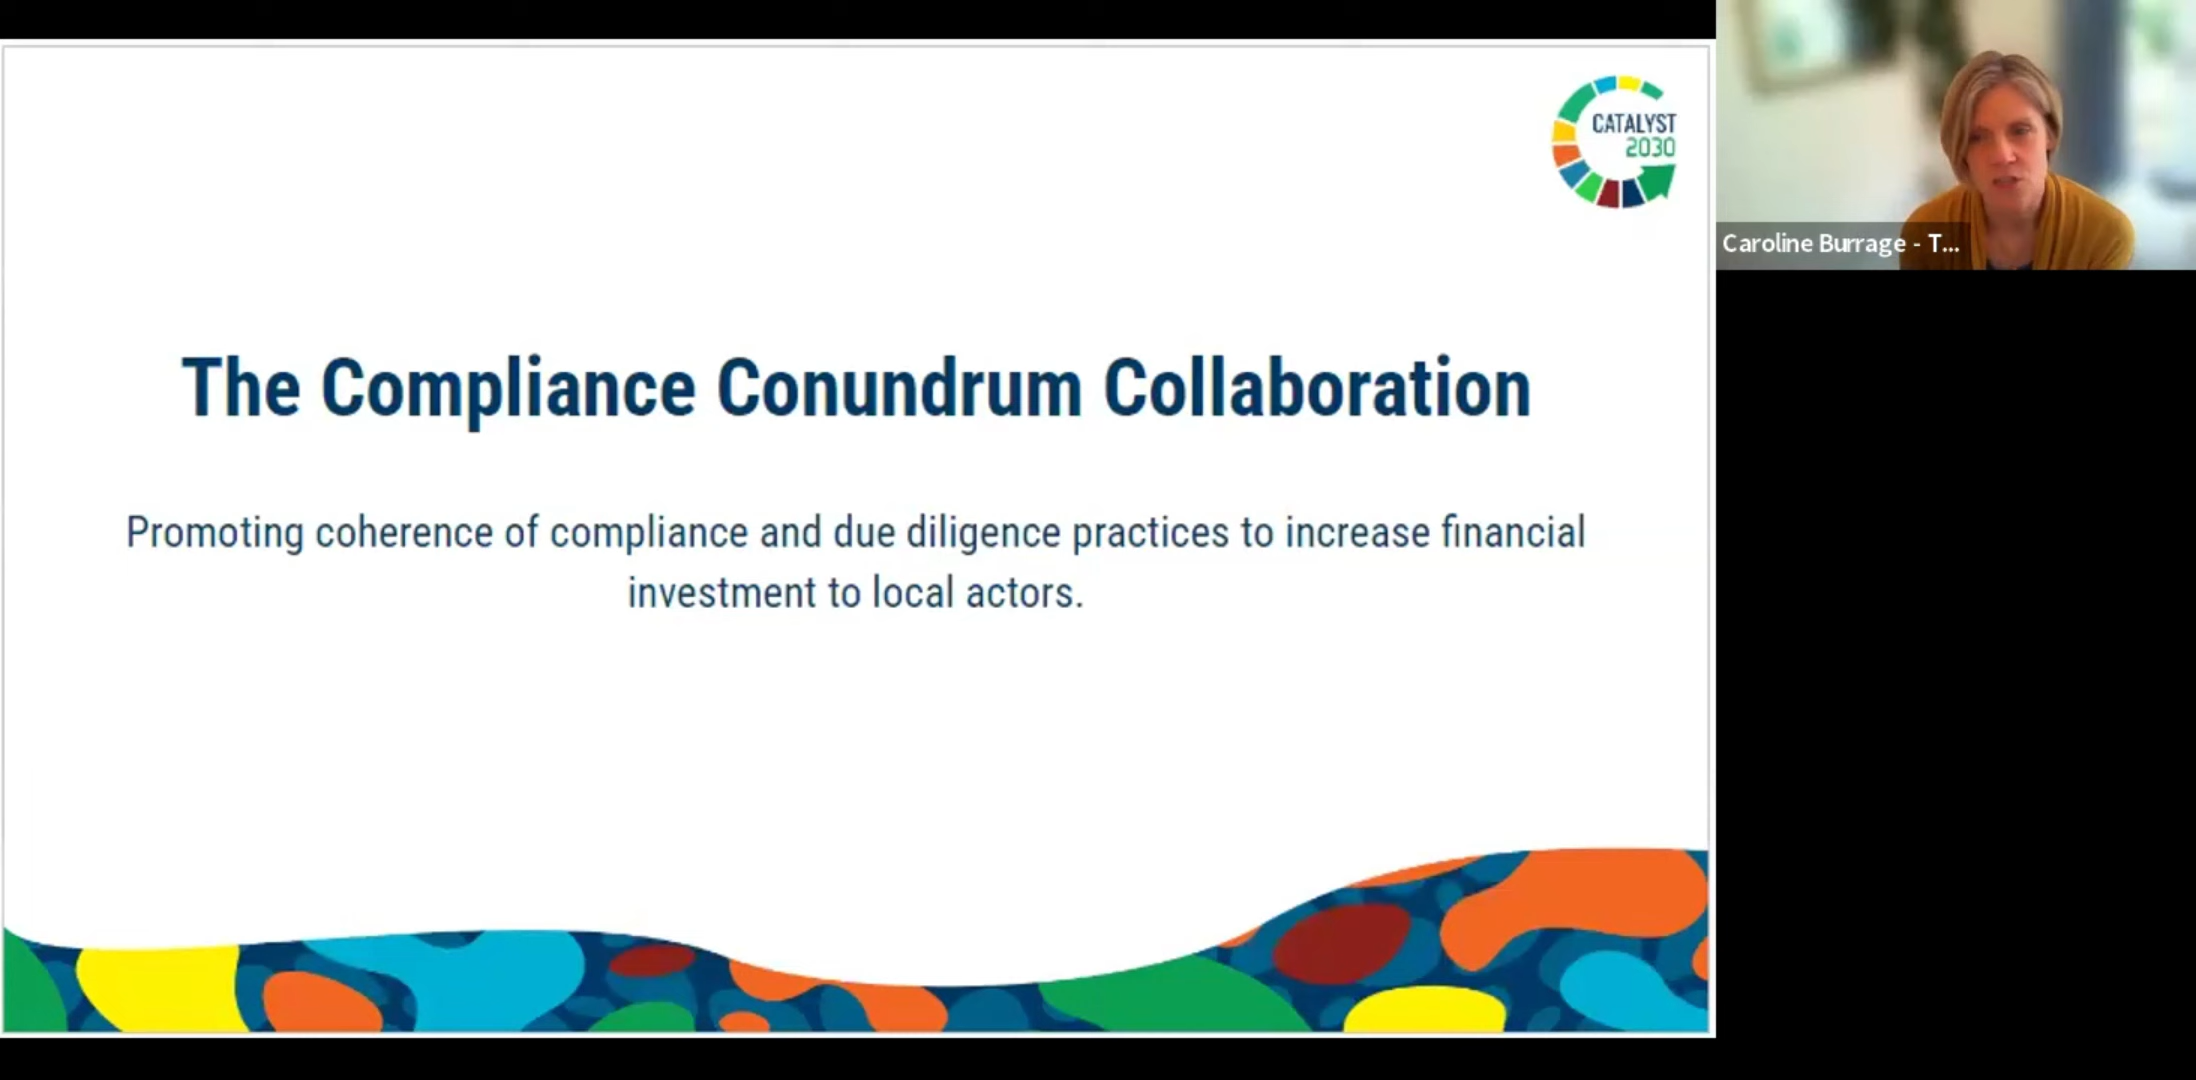 CATALYST
2030
The Compliance Conundrum Collaboration
Promoting coherence of compliance and due diligence practices to increase financial
investment to local actors.
Caroline Burrage - T...